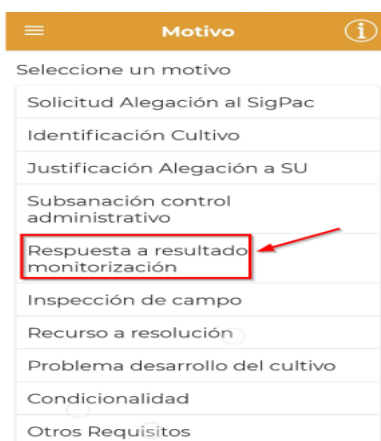 Motivo
Seleccione un motivo
Solicitud Alegación al SigPac
Identificación Cultivo
Justificación Alegación a SU
Subsanación control
administrativo
Respuesta a resultado
monitorización
Inspección de campo
Recurso a resolución
Problema desarrollo del cultivo
Condicionalidad
Otros Requisitos